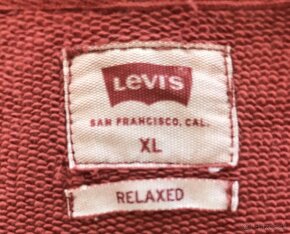 LEVIS
SAN FRANCISCO, CAL.
XL
RELAXED